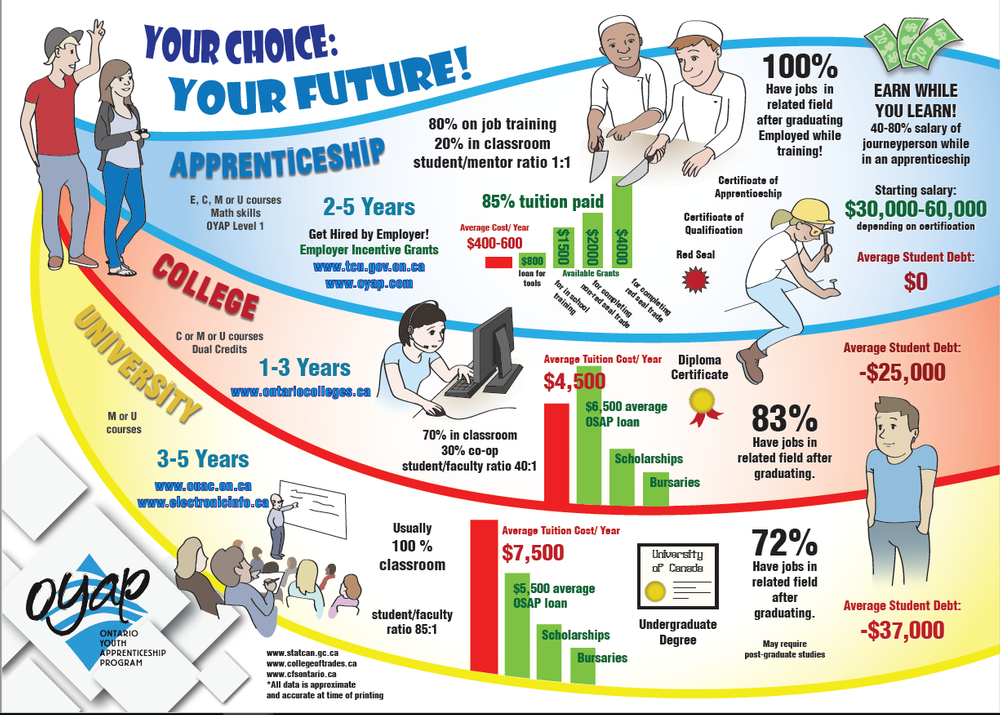 YOUR CHOICE:
YOUR FUTURE!
APPRENTICESHIP
E, C, M or U courses
Math skills
OYAP Level 1
2-5 Years
Get Hired by Employer!
Employer Incentive Grants
www.tcu.gov.on.ca
www.oyap.com
80% on job training
20% in classroom
student/mentor ratio 1:1
85% tuition paid
Average Cost/ Year
$400-600
$800
loan for
tools
$1500
$2000
$4000
Available Grants
for in school
training
for completing
non-red seal trade
for completing
red seal trade
100%
Have jobs in
related field
after graduating
Employed while
training!
Certificate of
Apprenticeship
Certificate of
Qualification
Red Seal
20
$
$
20
$
EARN WHILE
YOU LEARN!
40-80% salary of
journeyperson while
in an apprenticeship
Starting salary:
$30,000-60,000
depending on certification
Average Student Debt:
$0
COLLEGE
C or M or U courses
Dual Credits
1-3 Years
www.ontariocolleges.ca
70% in classroom
30% co-op
student/faculty ratio 40:1
Average Tuition Cost/ Year
$4,500
$6,500 average
OSAP loan
Scholarships
Bursaries
Diploma
Certificate
83%
Have jobs in
related field after
graduating.
Average Student Debt:
-$25,000
UNIVERSITY
M or U
courses
3-5 Years
www.ouac.on.ca
www.electronicinfo.ca
Usually
100 %
classroom
student/faculty
ratio 85:1
Average Tuition Cost/ Year
$7,500
$5,500 average
OSAP loan
Scholarships
Bursaries
University
of Canada
Undergraduate
Degree
72%
Have jobs in
related field
after
graduating.
May require
post-graduate studies
Average Student Debt:
-$37,000
oyap
ONTARIO
YOUTH
APPRENTICESHIP
PROGRAM
www.statcan.gc.ca
www.collegeoftrades.ca
www.cfsontario.ca
*All data is approximate
and accurate at time of printing